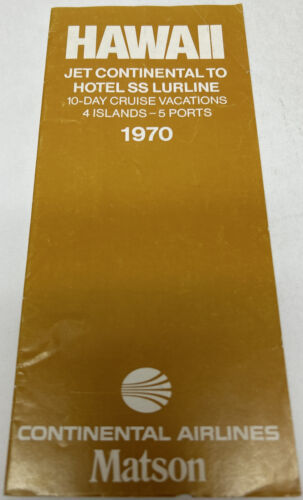 HAWAII
JET CONTINENTAL TO
HOTEL SS LURLINE
10-DAY CRUISE VACATIONS
4 ISLANDS – 5 PORTS
1970
CONTINENTAL AIRLINES
Matson